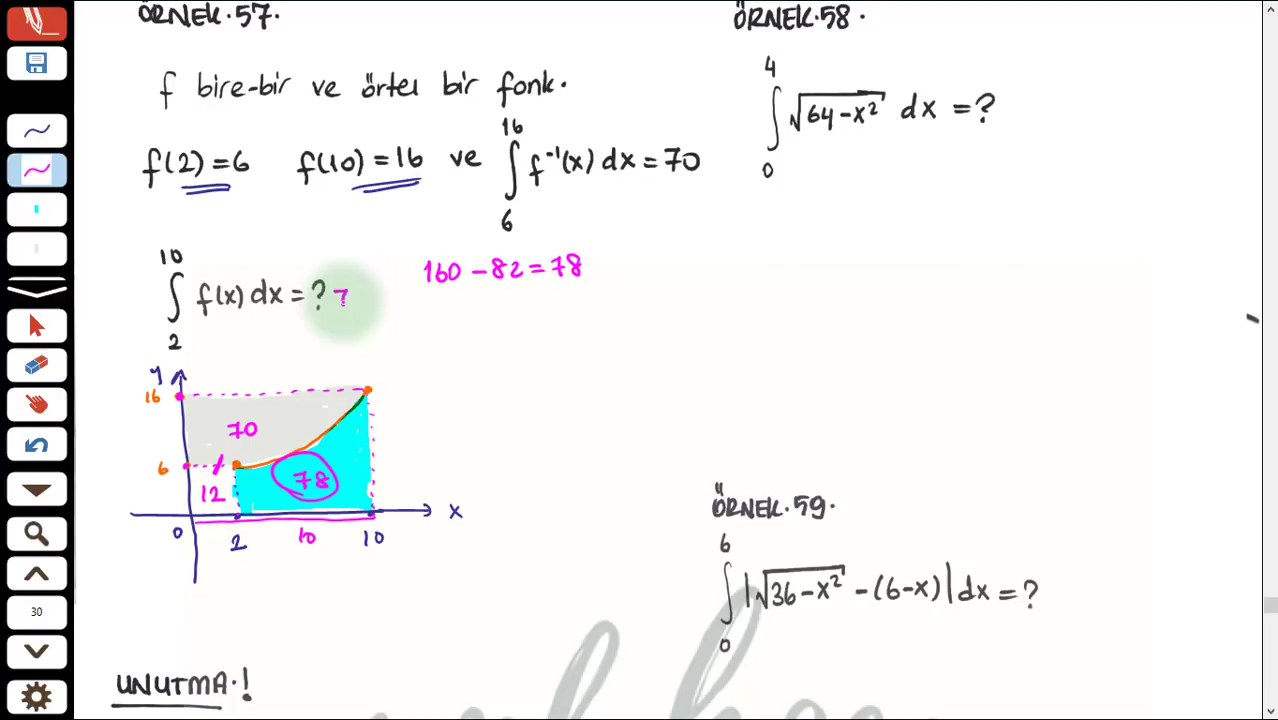 ÖRNEK.57.
f bire-bir ve örten bir fonk.
f(2)=6 f(10)=16 ve ∫₆¹⁶ f⁻¹(x) dx = 70
∫₂¹⁰ f(x) dx = ? 7
160 - 82 = 78
y
16
70
6
12
78
0
2
10
10
x
UNUTMA.!
ÖRNEK.58.
∫₀⁴ √64-x² dx = ?
ÖRNEK.59.
∫₀⁶ |√36-x² - (6-x)| dx = ?
30